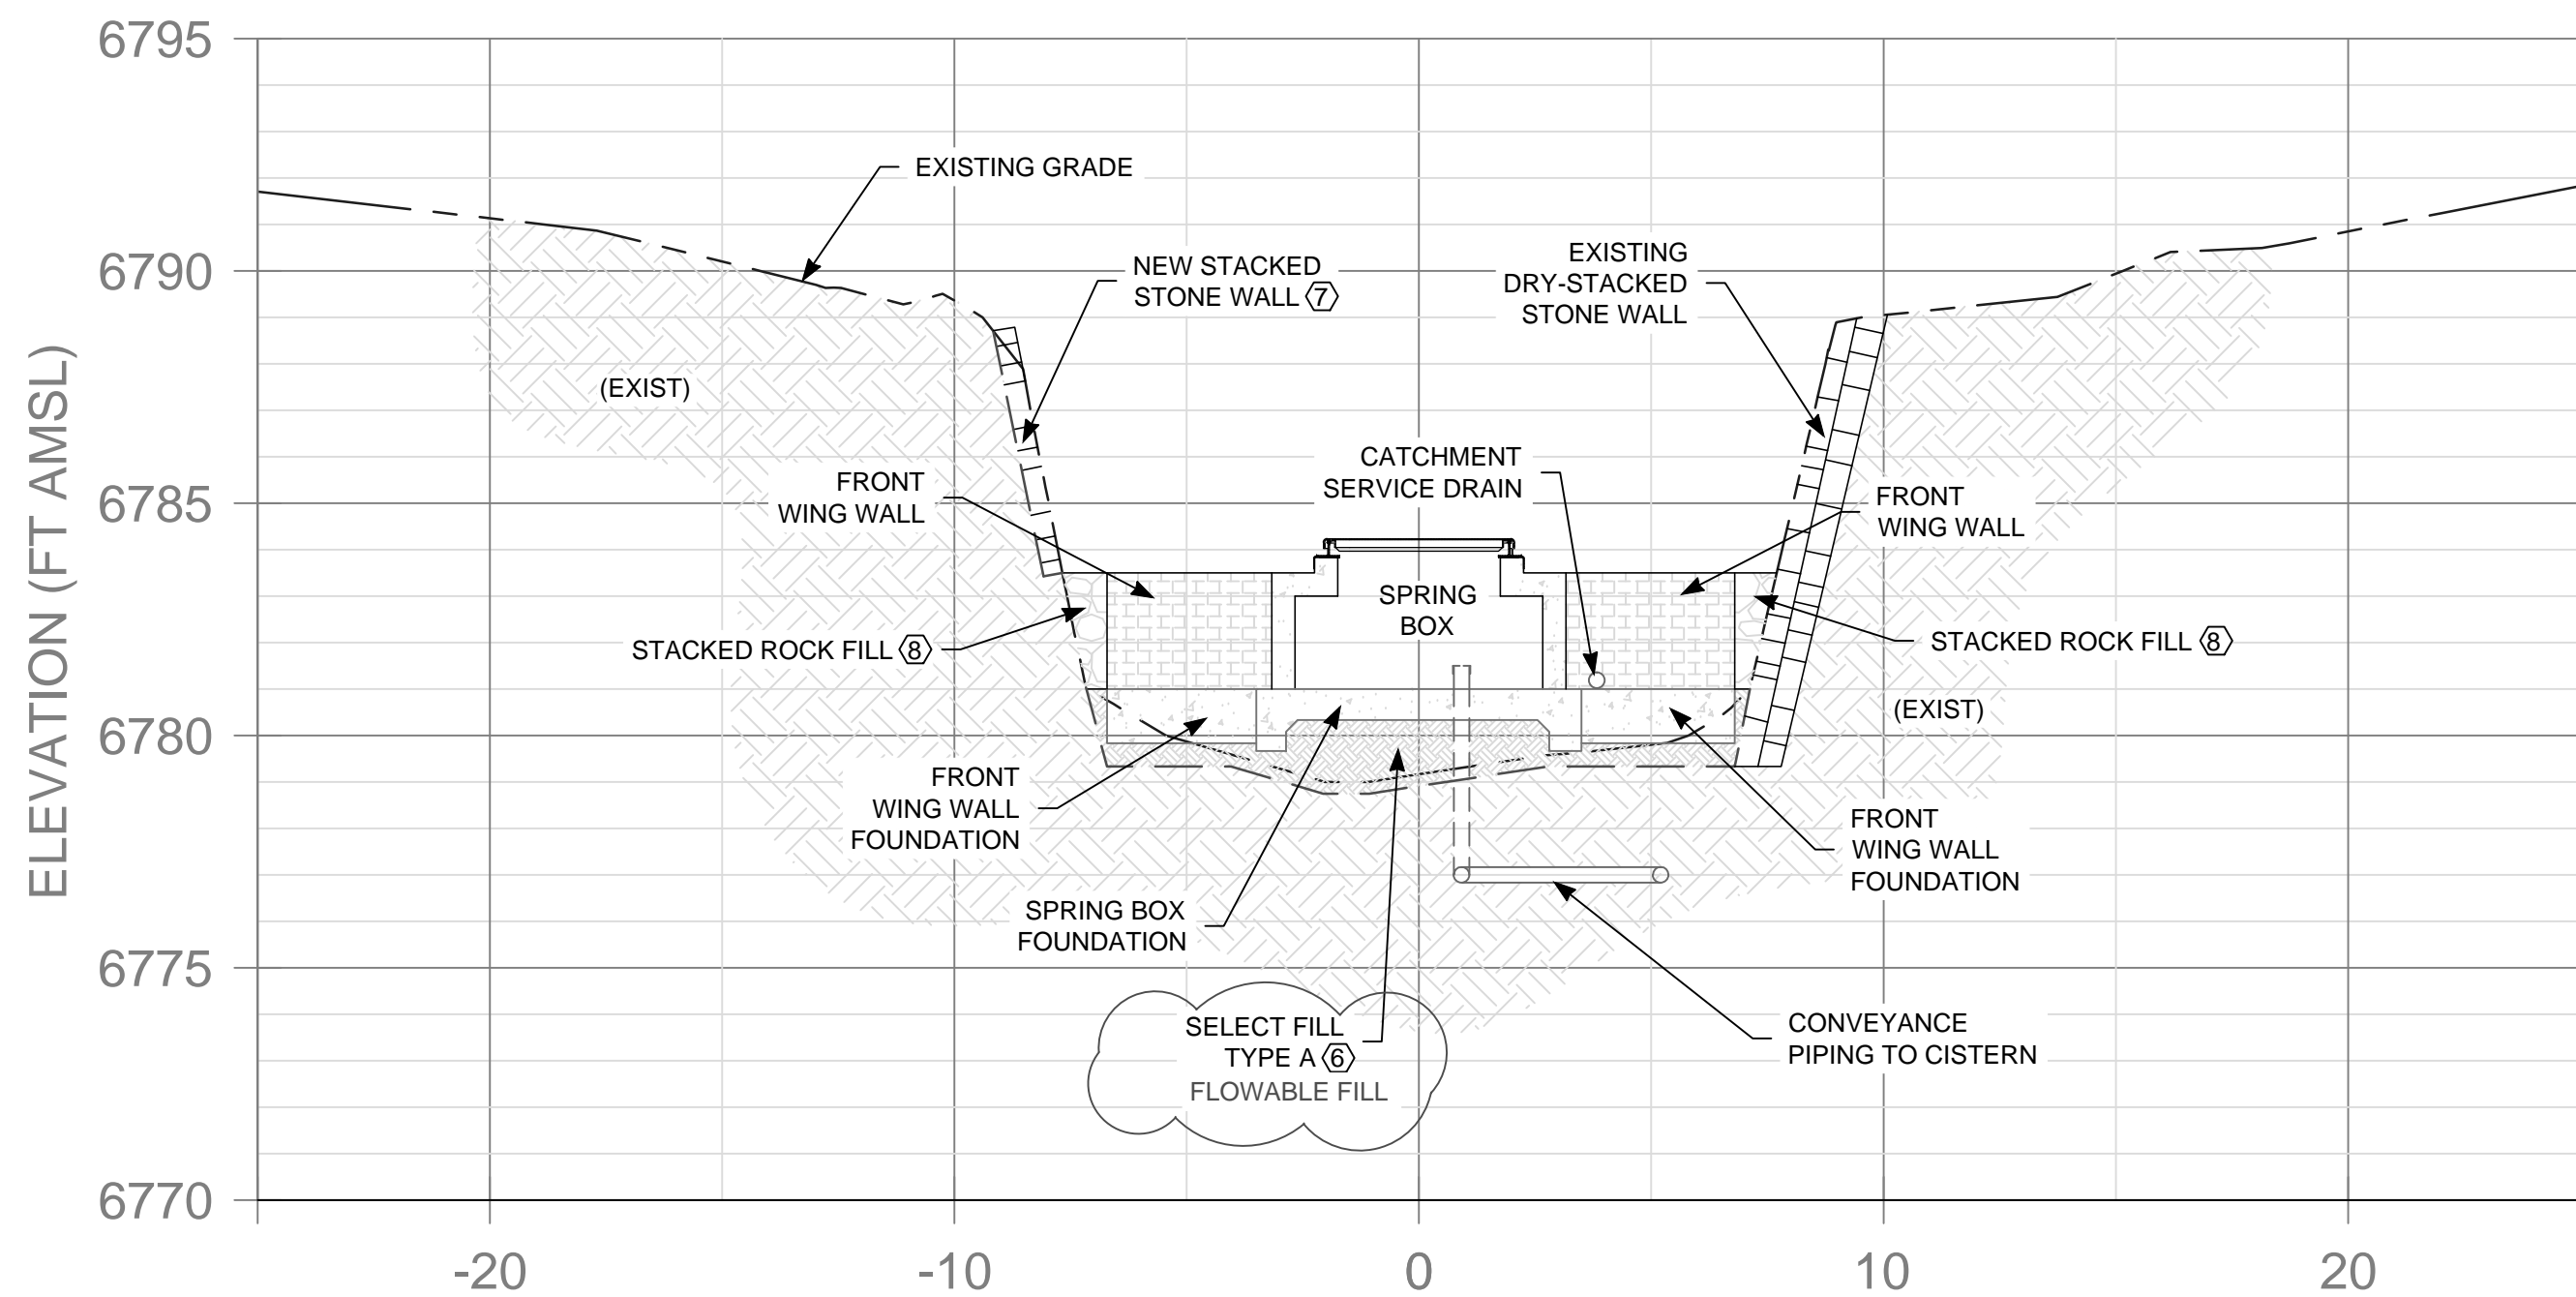 6795
EXISTING GRADE
EXISTING
DRY-STACKED
STONE WALL
NEW STACKED
STONE WALL 7
6790
(EXIST)
ELEVATION (FT AMSL)
CATCHMENT
SERVICE DRAIN
FRONT
WING WALL
FRONT
WING WALL
6785
SPRING
BOX
STACKED ROCK FILL 8
STACKED ROCK FILL 8
(EXIST)
6780
FRONT
WING WALL
FOUNDATION
FRONT
WING WALL
FOUNDATION
SPRING BOX
FOUNDATION
6775
SELECT FILL
TYPE A 6
FLOWABLE FILL
CONVEYANCE
PIPING TO CISTERN
6770
-20
-10
0
10
20